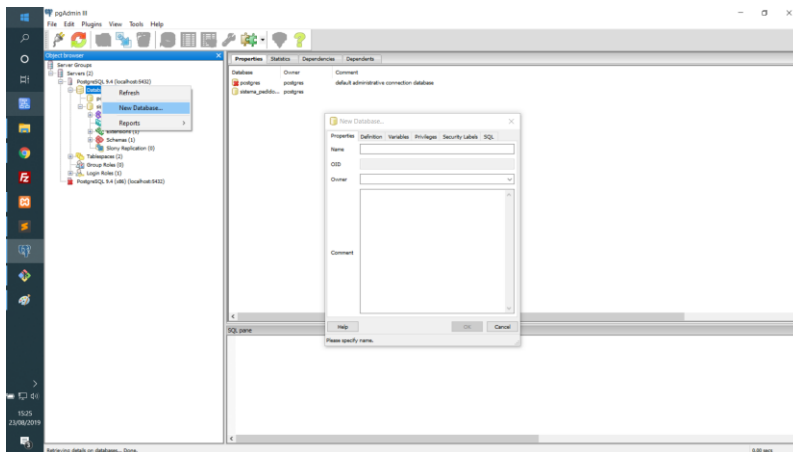 pgAdmin III
File Edit Plugins View Tools Help
Object browser
Server Groups
Servers (2)
PostgreSQL 9.4 (localhost:5432)
Refresh
New Database...
Reports
Extensions (1)
Schemas (1)
Slony Replication (0)
Tablespaces (2)
Group Roles (0)
Login Roles (1)
PostgreSQL 9.4 (x86) (localhost:5432)
Properties Statistics Dependencies Dependents
Database Owner Comment
postgres postgres default administrative connection database
sistema_pedido... postgres
New Database...
Properties Definition Variables Privileges Security Labels SQL
Name
OID
Owner
Comment
Help OK Cancel
Please specify name.
SQL pane
15:25
23/08/2019
Retrieving details on databases... Done.
0.00 secs